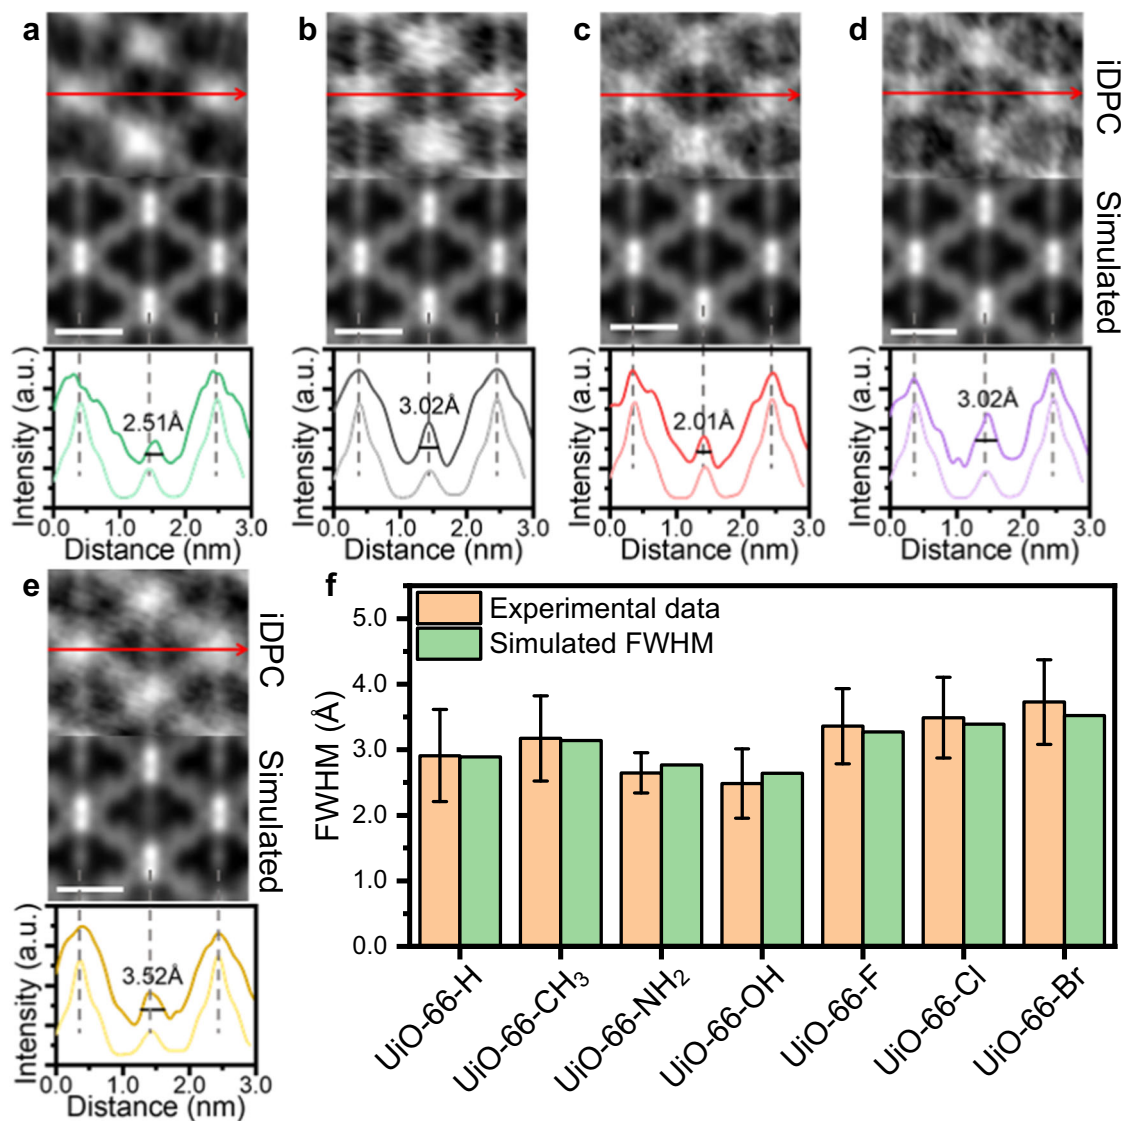 a
b
c
d
iDPC
Simulated
Intensity (a.u.)
2.51Å
0.0 1.0 2.0 3.0
Distance (nm)
Intensity (a.u.)
3.02Å
0.0 1.0 2.0 3.0
Distance (nm)
Intensity (a.u.)
2.01Å
0.0 1.0 2.0 3.0
Distance (nm)
Intensity (a.u.)
3.02Å
0.0 1.0 2.0 3.0
Distance (nm)
e
iDPC
Simulated
Intensity (a.u.)
3.52Å
0.0 1.0 2.0 3.0
Distance (nm)
f
Experimental data
Simulated FWHM
FWHM (Å)
5.0
4.0
3.0
2.0
1.0
0.0
UiO-66-H
UiO-66-CH₃
UiO-66-NH₂
UiO-66-OH
UiO-66-F
UiO-66-Cl
UiO-66-Br